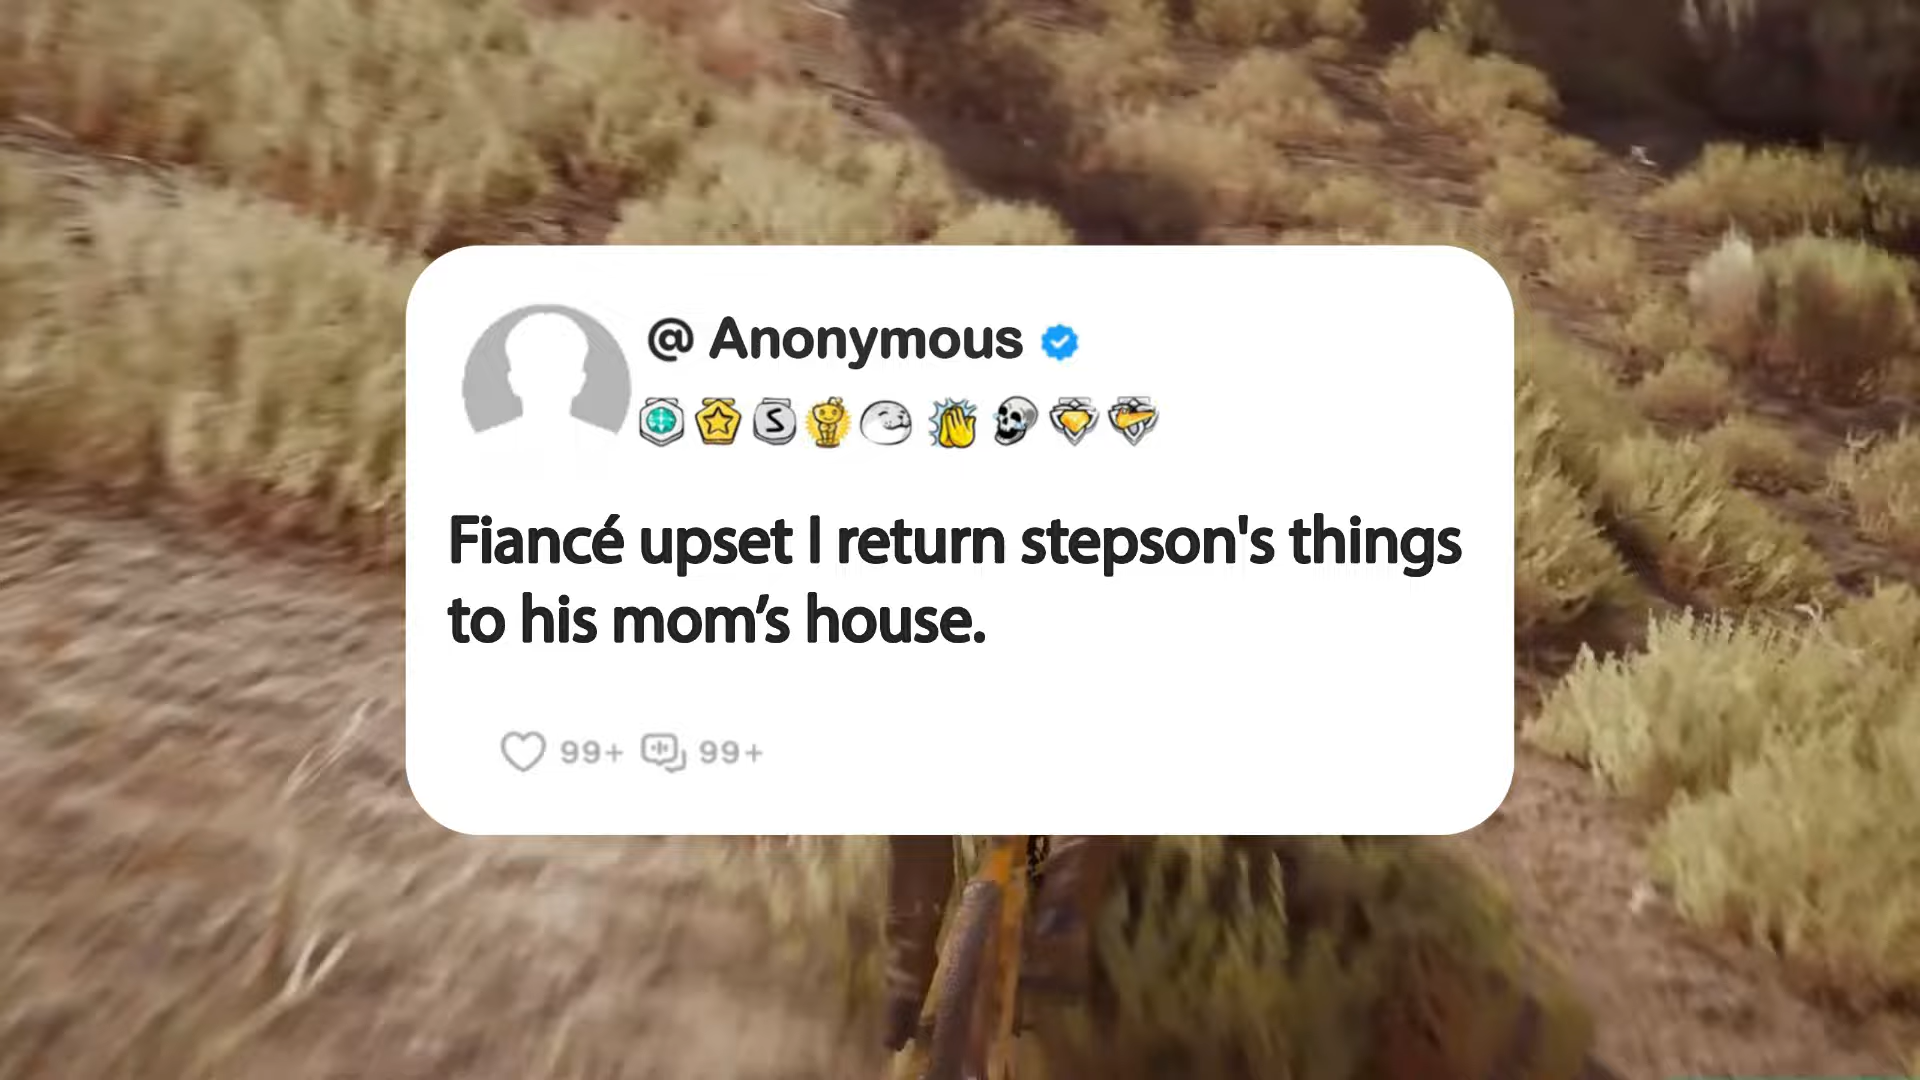 @ Anonymous
Fiancé upset I return stepson's things
to his mom’s house.
99+ 99+